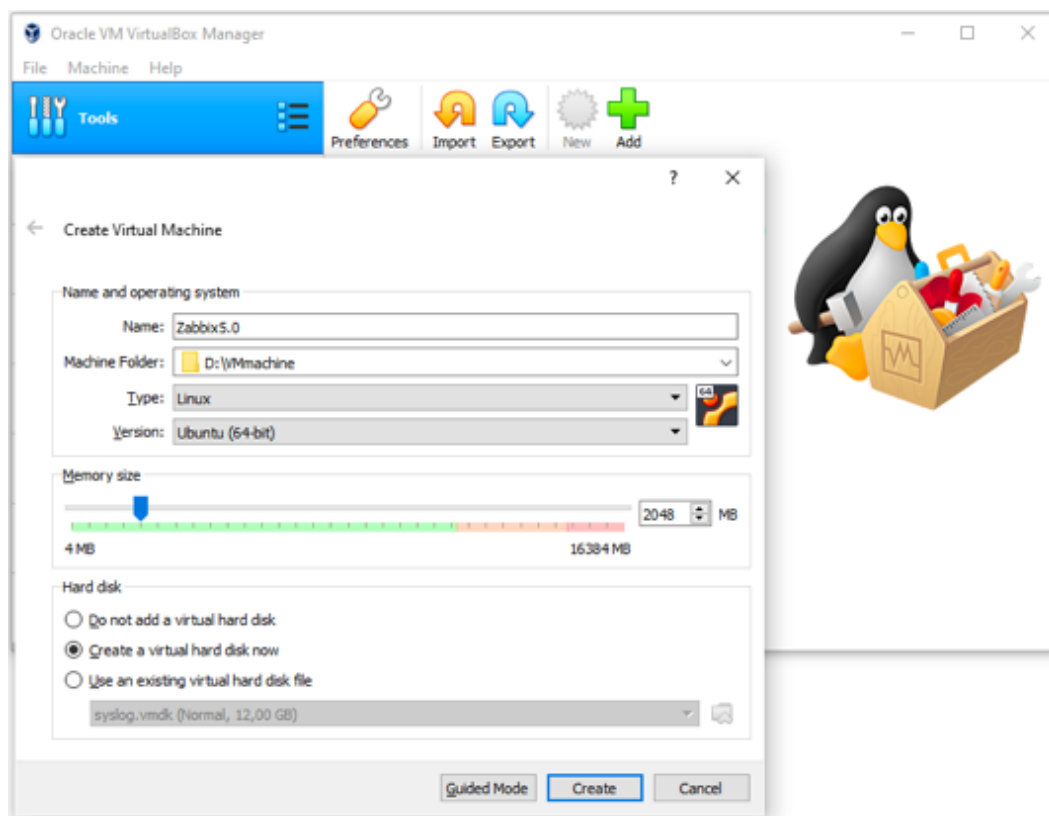 Oracle VM VirtualBox Manager
File Machine Help
Tools
Preferences Import Export New Add
?
Create Virtual Machine
Name and operating system
Name: Zabbix5.0
Machine Folder: D:\VMmachine
Type: Linux
64
Version: Ubuntu (64-bit)
Memory size
2048 MB
4 MB 16384 MB
Hard disk
Do not add a virtual hard disk
Create a virtual hard disk now
Use an existing virtual hard disk file
syslog.vmdk (Normal, 12,00 GB)
Guided Mode Create Cancel